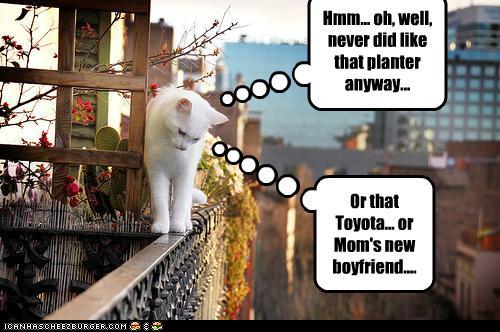 Hmm... oh, well,
never did like
that planter
anyway...
Or that
Toyota... or
Mom's new
boyfriend....
ICANHASCHEEZBURGER.COM